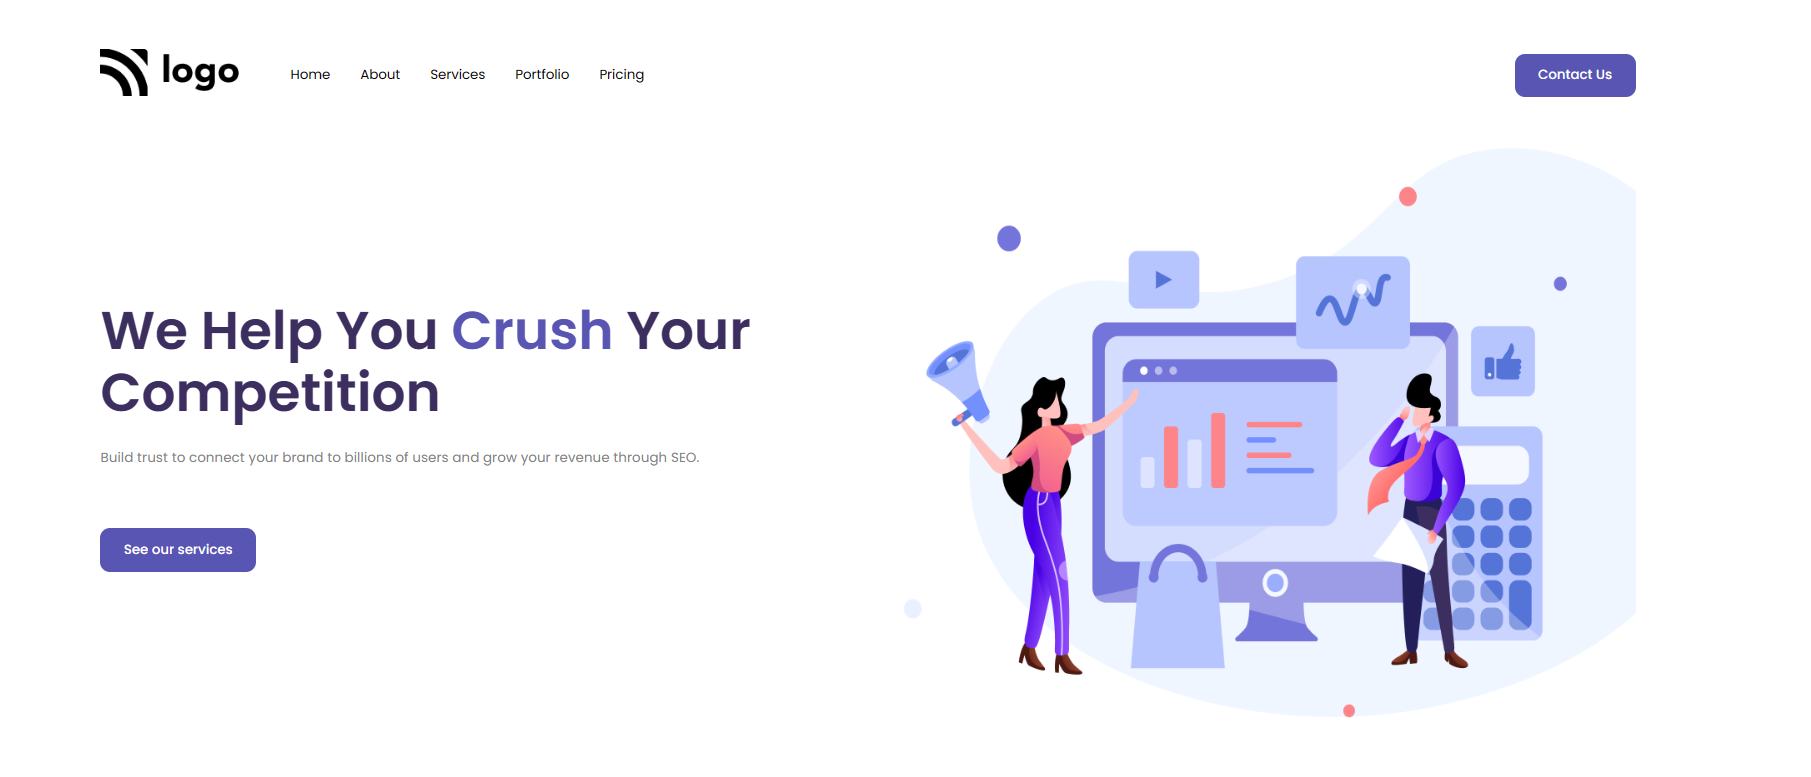 logo
Home About Services Portfolio Pricing
Contact Us
We Help You Crush Your
Competition
Build trust to connect your brand to billions of users and grow your revenue through SEO.
See our services